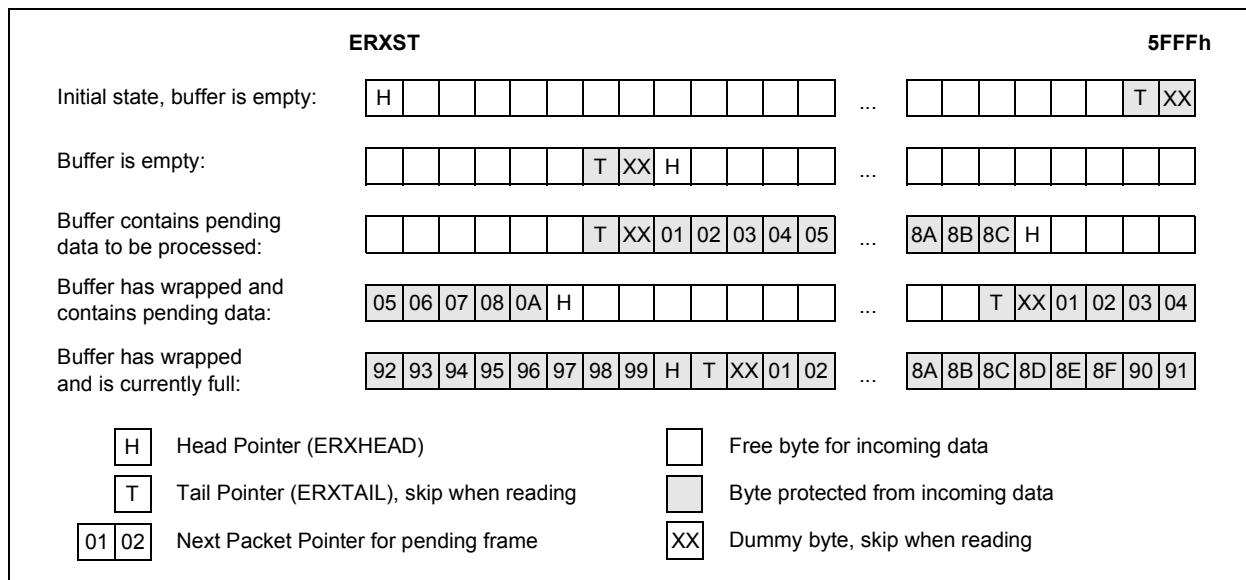 ERXST 5FFFh
Initial state, buffer is empty: H ... T XX
Buffer is empty: T XX H ...
Buffer contains pending
data to be processed: T XX 01 02 03 04 05 ... 8A 8B 8C H
Buffer has wrapped and
contains pending data: 05 06 07 08 0A H ... T XX 01 02 03 04
Buffer has wrapped
and is currently full: 92 93 94 95 96 97 98 99 H T XX 01 02 ... 8A 8B 8C 8D 8E 8F 90 91
H Head Pointer (ERXHEAD) Free byte for incoming data
T Tail Pointer (ERXTAIL), skip when reading Byte protected from incoming data
01 02 Next Packet Pointer for pending frame XX Dummy byte, skip when reading